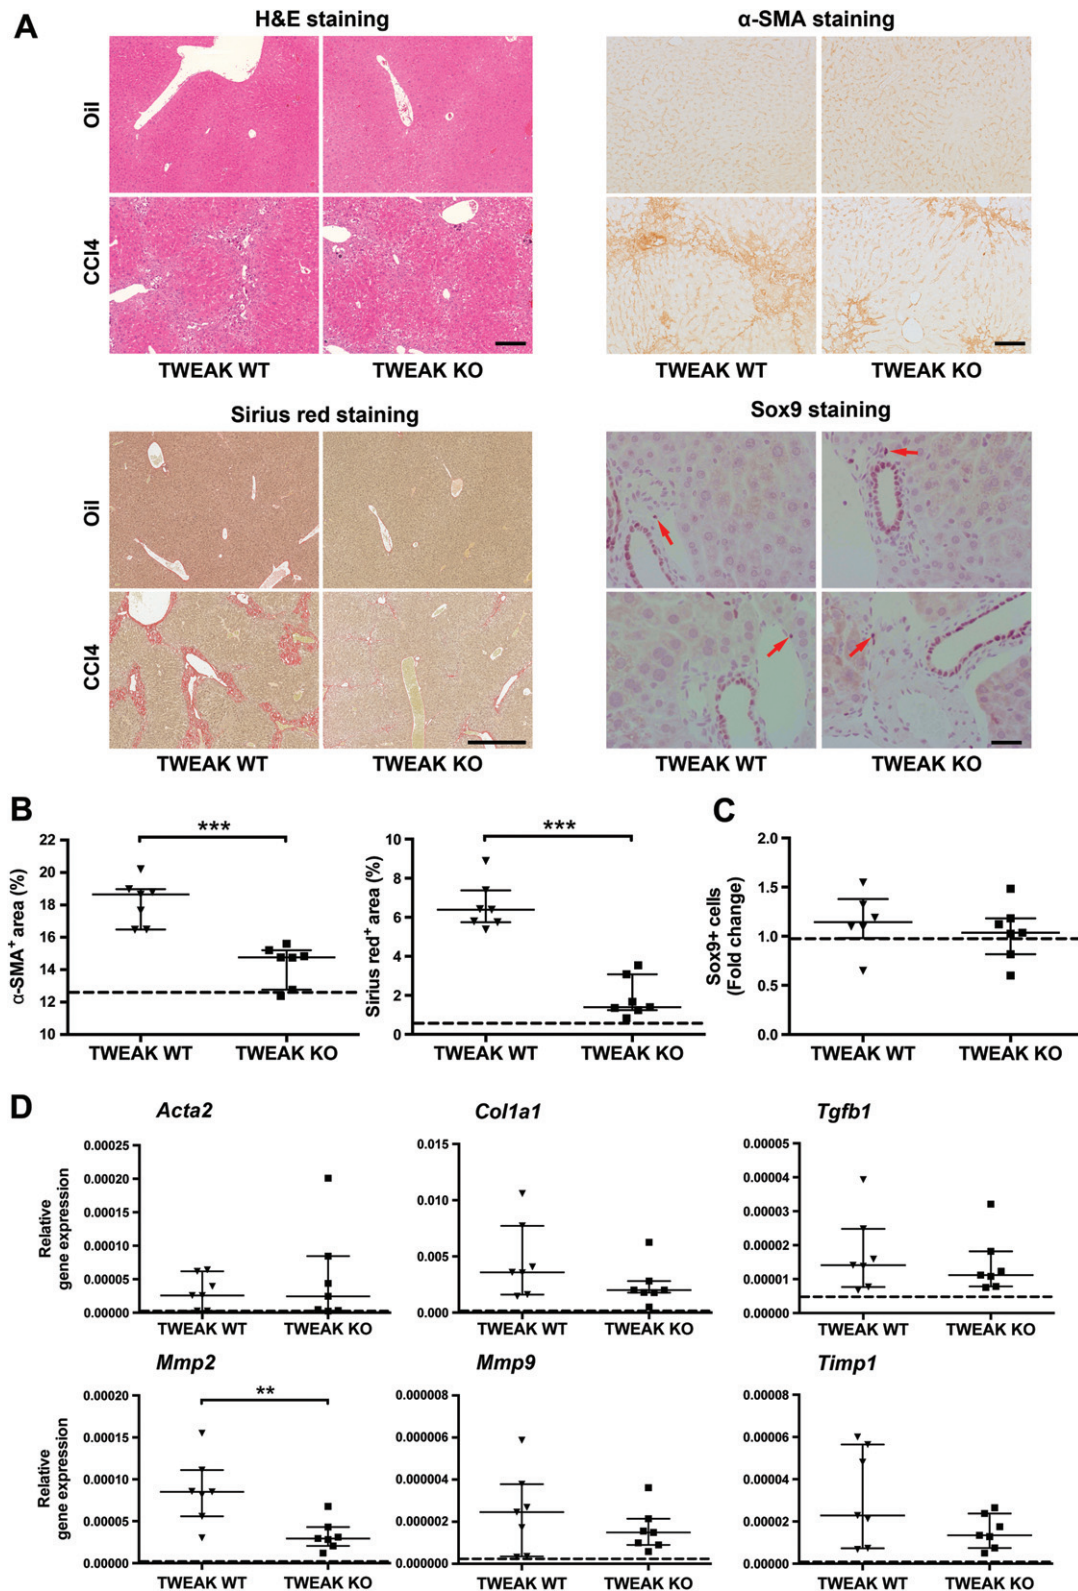 A
H&E staining
α-SMA staining
Oil
CCl4
TWEAK WT
TWEAK KO
TWEAK WT
TWEAK KO
Sirius red staining
Sox9 staining
Oil
CCl4
TWEAK WT
TWEAK KO
TWEAK WT
TWEAK KO
B
C
α-SMA+ area (%)
22
20
18
16
14
12
10
***
TWEAK WT
TWEAK KO
Sirius red+ area (%)
10
8
6
4
2
0
***
TWEAK WT
TWEAK KO
Sox9+ cells
(Fold change)
2.0
1.5
1.0
0.5
0.0
TWEAK WT
TWEAK KO
D
Acta2
Relative
gene expression
0.00025
0.00020
0.00015
0.00010
0.00005
0.00000
TWEAK WT
TWEAK KO
Col1a1
0.015
0.010
0.005
0.000
TWEAK WT
TWEAK KO
Tgfb1
0.00005
0.00004
0.00003
0.00002
0.00001
0.00000
TWEAK WT
TWEAK KO
Mmp2
Relative
gene expression
0.00020
0.00015
0.00010
0.00005
0.00000
**
TWEAK WT
TWEAK KO
Mmp9
0.000008
0.000006
0.000004
0.000002
0.000000
TWEAK WT
TWEAK KO
Timp1
0.00008
0.00006
0.00004
0.00002
0.00000
TWEAK WT
TWEAK KO